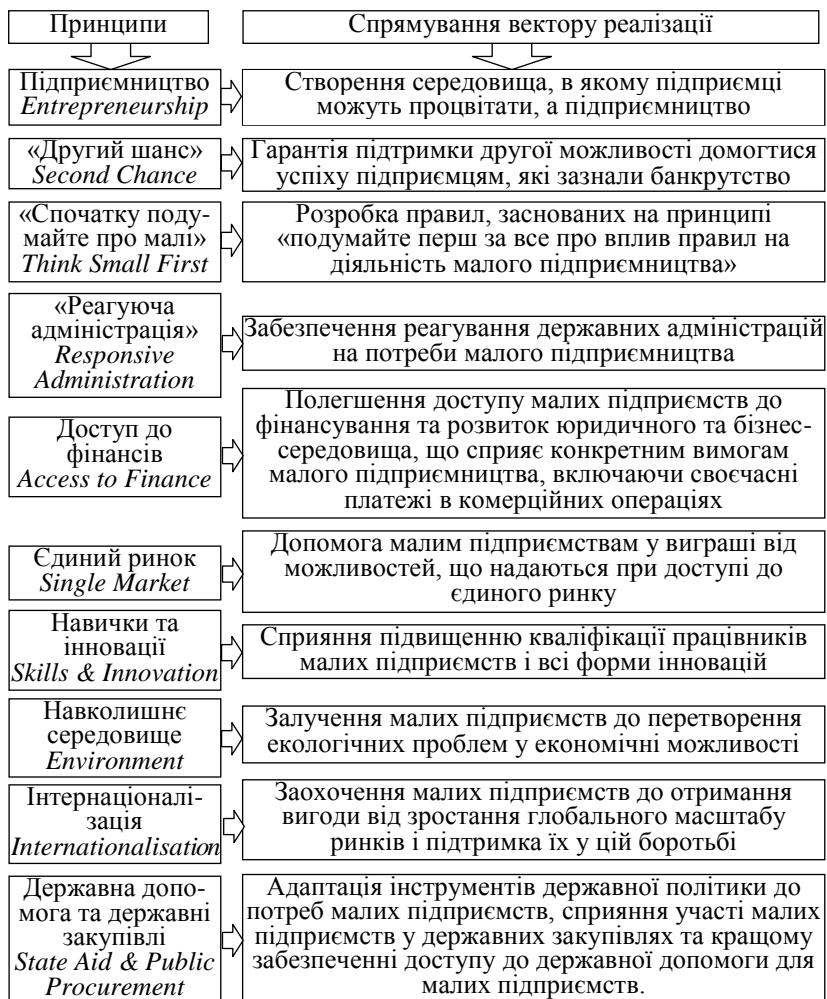 Принципи
Спрямування вектору реалізації
Підприємництво
Entrepreneurship
Створення середовища, в якому підприємці
можуть процвітати, а підприємництво
«Другий шанс»
Second Chance
Гарантія підтримки другої можливості домогтися
успіху підприємцям, які зазнали банкрутство
«Спочатку поду-
майте про малі»
Think Small First
Розробка правил, заснованих на принципі
«подумайте перш за все про вплив правил на
діяльність малого підприємництва»
«Реагуюча
адміністрація»
Responsive
Administration
Забезпечення реагування державних адміністрацій
на потреби малого підприємництва
Доступ до
фінансів
Access to Finance
Полегшення доступу малих підприємств до
фінансування та розвиток юридичного та бізнес-
середовища, що сприяє конкретним вимогам
малого підприємництва, включаючи своєчасні
платежі в комерційних операціях
Єдиний ринок
Single Market
Допомога малим підприємствам у виграші від
можливостей, що надаються при доступі до
єдиного ринку
Навички та
інновації
Skills & Innovation
Сприяння підвищенню кваліфікації працівників
малих підприємств і всі форми інновацій
Навколишнє
середовище
Environment
Залучення малих підприємств до перетворення
екологічних проблем у економічні можливості
Інтернаціоналі-
зація
Internationalisation
Заохочення малих підприємств до отримання
вигоди від зростання глобального масштабу
ринків і підтримка їх у цій боротьбі
Державна допо-
мога та державні
закупівлі
State Aid & Public
Procurement
Адаптація інструментів державної політики до
потреб малих підприємств, сприяння участі малих
підприємств у державних закупівлях та кращому
забезпеченні доступу до державної допомоги для
малих підприємств.